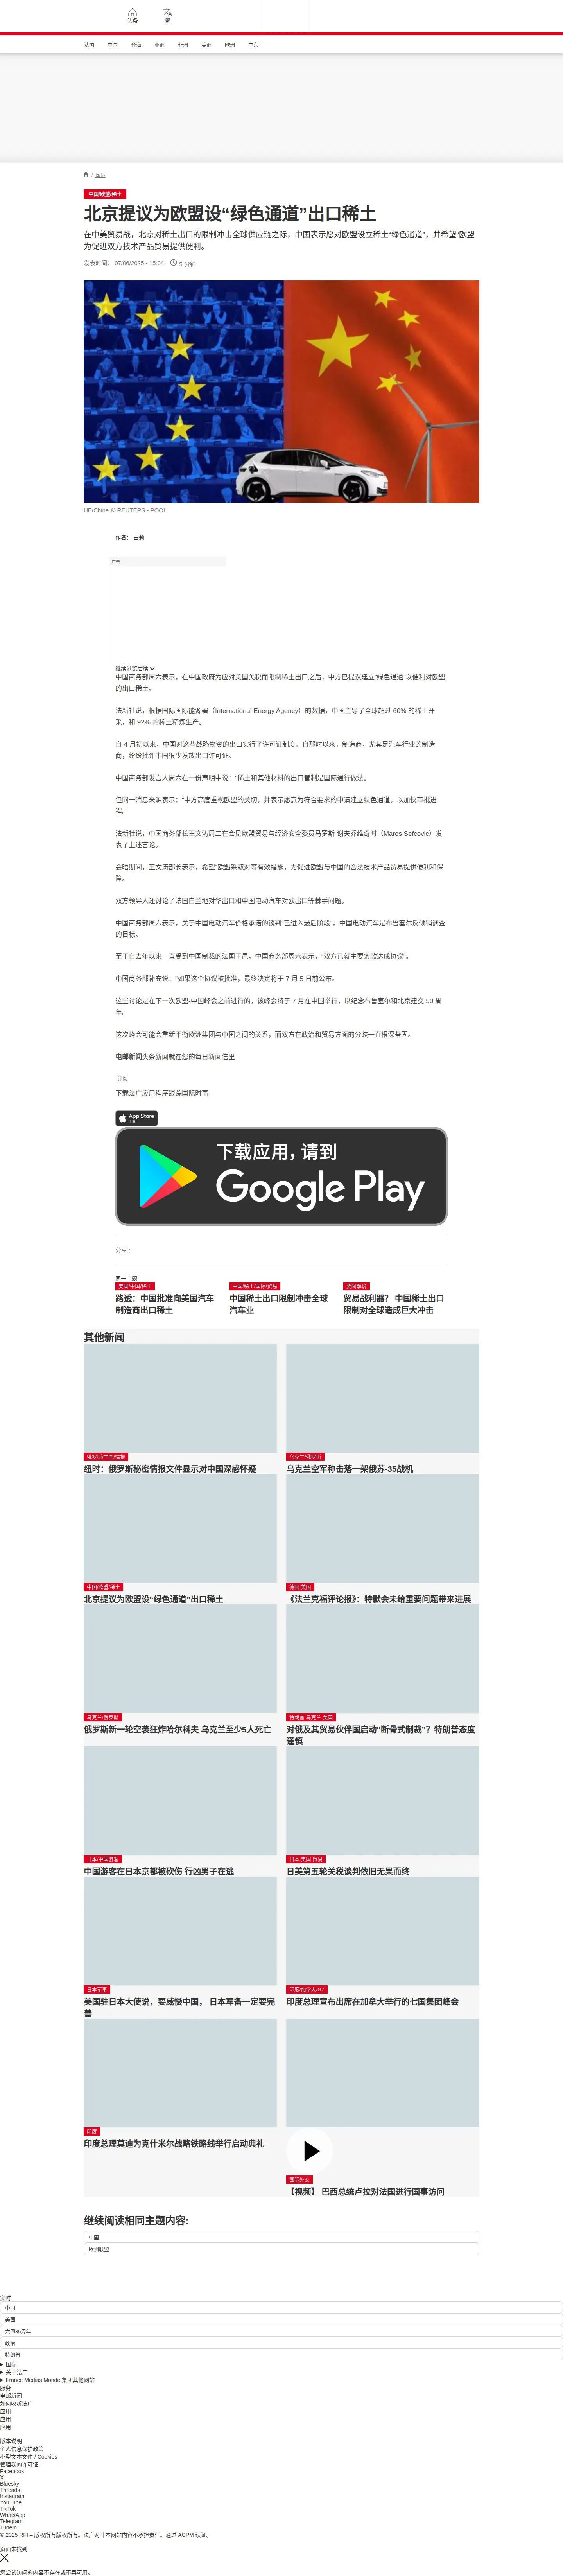 头条
繁
法国 中国 台海 亚洲 非洲 美洲 欧洲 中东
/ 国际
中国/欧盟/稀土
北京提议为欧盟设“绿色通道”出口稀土
在中美贸易战，北京对稀土出口的限制冲击全球供应链之际，中国表示愿对欧盟设立稀土“绿色通道”，并希望“欧盟
为促进双方技术产品贸易提供便利。
发表时间： 07/06/2025 - 15:04
5 分钟
UE/Chine © REUTERS - POOL
作者： 古莉
广告
继续浏览后续
中国商务部周六表示，在中国政府为应对美国关税而限制稀土出口之后，中方已提议建立“绿色通道”以便利对欧盟
的出口稀土。
法新社说，根据国际国际能源署（International Energy Agency）的数据，中国主导了全球超过 60% 的稀土开
采，和 92% 的稀土精炼生产。
自 4 月初以来，中国对这些战略物资的出口实行了许可证制度。自那时以来，制造商，尤其是汽车行业的制造
商，纷纷批评中国很少发放出口许可证。
中国商务部发言人周六在一份声明中说：“稀土和其他材料的出口管制是国际通行做法。
但同一消息来源表示：“中方高度重视欧盟的关切，并表示愿意为符合要求的申请建立绿色通道，以加快审批进
程。”
法新社说，中国商务部长王文涛周二在会见欧盟贸易与经济安全委员马罗斯·谢夫乔维奇时（Maros Sefcovic）发
表了上述言论。
会晤期间，王文涛部长表示，希望“欧盟采取对等有效措施，为促进欧盟与中国的合法技术产品贸易提供便利和保
障。
双方领导人还讨论了法国白兰地对华出口和中国电动汽车对欧出口等棘手问题。
中国商务部周六表示，关于中国电动汽车价格承诺的谈判“已进入最后阶段”，中国电动汽车是布鲁塞尔反倾销调查
的目标。
至于自去年以来一直受到中国制裁的法国干邑，中国商务部周六表示，“双方已就主要条款达成协议”。
中国商务部补充说：“如果这个协议被批准，最终决定将于 7 月 5 日前公布。
这些讨论是在下一次欧盟-中国峰会之前进行的，该峰会将于 7 月在中国举行，以纪念布鲁塞尔和北京建交 50 周
年。
这次峰会可能会重新平衡欧洲集团与中国之间的关系，而双方在政治和贸易方面的分歧一直根深蒂固。
电邮新闻头条新闻就在您的每日新闻信里
订阅
下载法广应用程序跟踪国际时事
App Store
下载
下载应用，请到
Google Play
分享 :
同一主题
美国/中国/稀土
路透：中国批准向美国汽车
制造商出口稀土
中国/稀土/国际/贸易
中国稀土出口限制冲击全球
汽车业
要闻解说
贸易战利器？ 中国稀土出口
限制对全球造成巨大冲击
其他新闻
俄罗斯/中国/情报
纽时：俄罗斯秘密情报文件显示对中国深感怀疑
乌克兰/俄罗斯
乌克兰空军称击落一架俄苏-35战机
中国/欧盟/稀土
北京提议为欧盟设“绿色通道”出口稀土
德国 美国
《法兰克福评论报》：特默会未给重要问题带来进展
乌克兰/俄罗斯
俄罗斯新一轮空袭狂炸哈尔科夫 乌克兰至少5人死亡
特朗普 乌克兰 美国
对俄及其贸易伙伴国启动“断骨式制裁”？特朗普态度
谨慎
日本/中国游客
中国游客在日本京都被砍伤 行凶男子在逃
日本 美国 贸易
日美第五轮关税谈判依旧无果而终
日本军事
美国驻日本大使说，要威慑中国， 日本军备一定要完
善
印度/加拿大/G7
印度总理宣布出席在加拿大举行的七国集团峰会
印度
印度总理莫迪为克什米尔战略铁路线举行启动典礼
国际外交
【视频】 巴西总统卢拉对法国进行国事访问
继续阅读相同主题内容:
中国
欧洲联盟
实时
中国
美国
六四36周年
政治
特朗普
国际
关于法广
France Médias Monde 集团其他网站
服务
电邮新闻
如何收听法广
应用
应用
应用
版本说明
个人信息保护政策
小型文本文件 / Cookies
管理我的许可证
Facebook
X
Bluesky
Threads
Instagram
YouTube
TikTok
WhatsApp
Telegram
TuneIn
© 2025 RFI – 版权所有版权所有。法广对非本网站内容不承担责任。通过 ACPM 认证。
页面未找到
您尝试访问的内容不存在或不再可用。